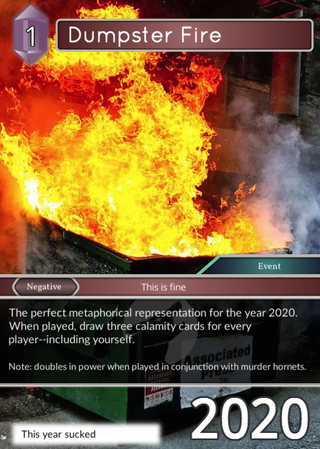 1
Dumpster Fire
Event
Negative
This is fine
The perfect metaphorical representation for the year 2020.
When played, draw three calamity cards for every
player--including yourself.
Note: doubles in power when played in conjunction with murder hornets.
Associated
2020
This year sucked